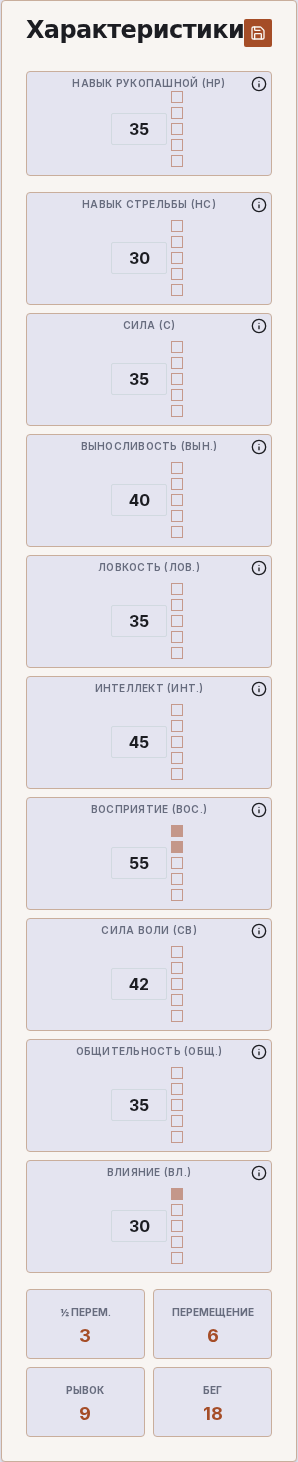 Характеристики
НАВЫК РУКОПАШНОЙ (НР)
35
НАВЫК СТРЕЛЬБЫ (НС)
30
СИЛА (С)
35
ВЫНОСЛИВОСТЬ (ВЫН.)
40
ЛОВКОСТЬ (ЛОВ.)
35
ИНТЕЛЛЕКТ (ИНТ.)
45
ВОСПРИЯТИЕ (ВОС.)
55
СИЛА ВОЛИ (СВ)
42
ОБЩИТЕЛЬНОСТЬ (ОБЩ.)
35
ВЛИЯНИЕ (ВЛ.)
30
½ ПЕРЕМ.
3
ПЕРЕМЕЩЕНИЕ
6
РЫВОК
9
БЕГ
18